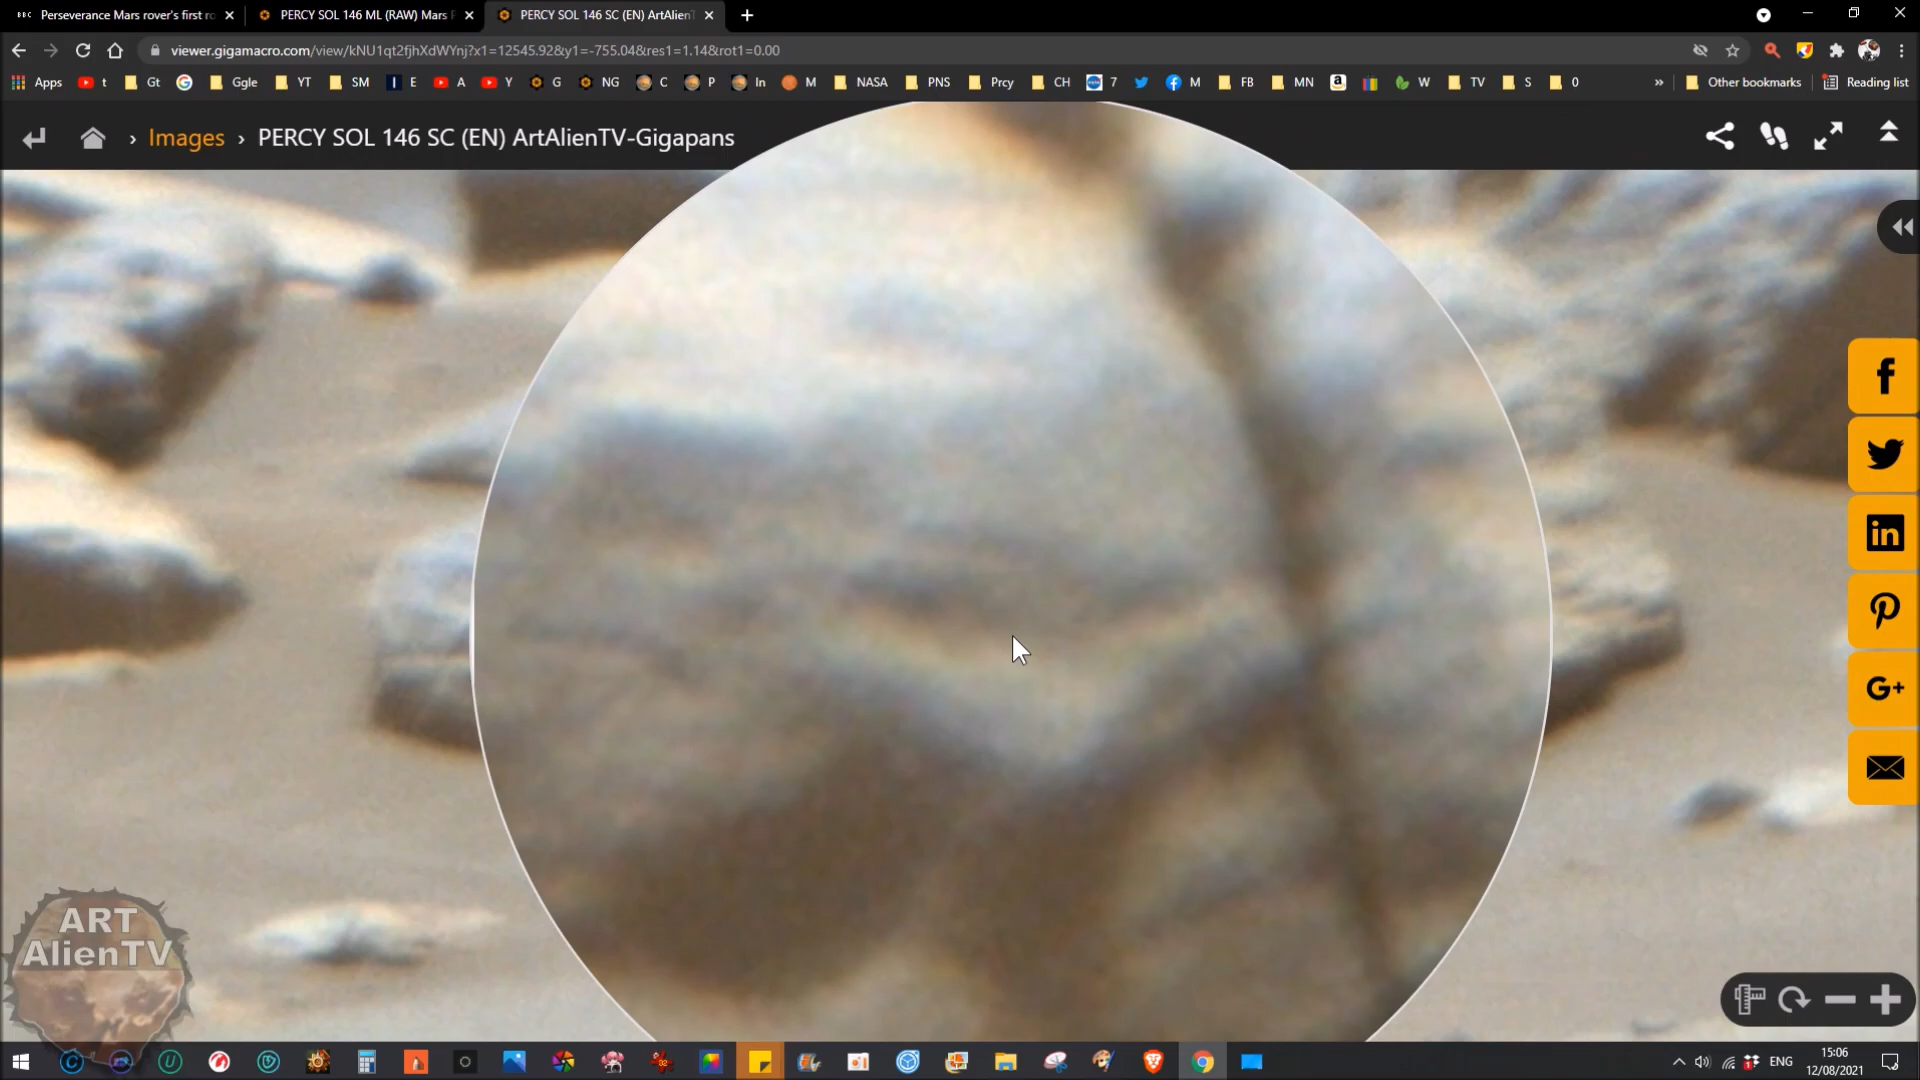 BBC Perseverance Mars rover's first ro
PERCY SOL 146 ML (RAW) Mars P
PERCY SOL 146 SC (EN) ArtAlienT
viewer.gigamacro.com/view/kNU1qt2fjhXdWYnj?x1=12545.92&y1=-755.04&res1=1.14&rot1=0.00
Apps t Gt Ggle YT SM E A Y G NG C P In M NASA PNS Prcy CH 7 M FB MN W TV S 0 » Other bookmarks Reading list
Images › PERCY SOL 146 SC (EN) ArtAlienTV-Gigapans
f
in
G+
ART
AlienTV
ENG
15:06
12/08/2021